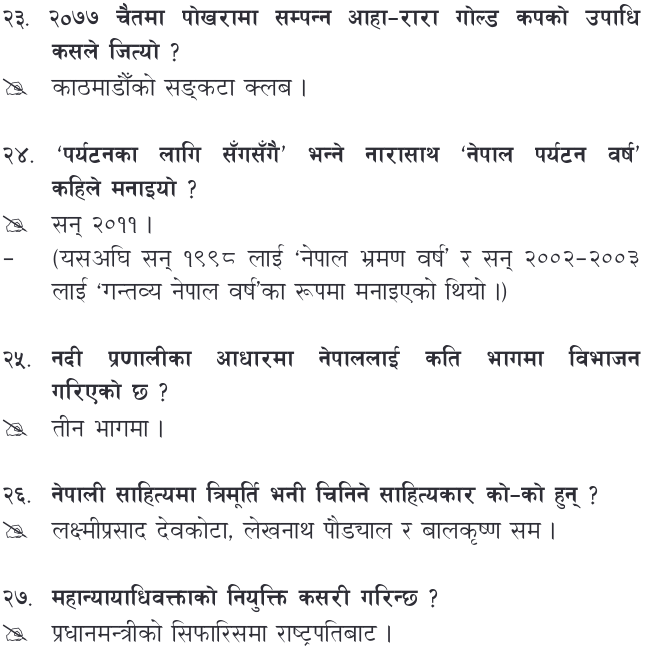 २३. २०७७ चैतमा पोखरामा सम्पन्न आहा-रारा गोल्ड कपको उपाधि
कसले जित्यो ?
काठमाडौँको सङ्कटा क्लब ।
२४. ‘पर्यटनका लागि सँगसँगै’ भन्ने नारासाथ ‘नेपाल पर्यटन वर्ष’
कहिले मनाइयो ?
सन् २०११ ।
– (यसअघि सन् १९९८ लाई ‘नेपाल भ्रमण वर्ष’ र सन् २००२-२००३
लाई ‘गन्तव्य नेपाल वर्ष’का रूपमा मनाइएको थियो ।)
२५. नदी प्रणालीका आधारमा नेपाललाई कति भागमा विभाजन
गरिएको छ ?
तीन भागमा ।
२६. नेपाली साहित्यमा त्रिमूर्ति भनी चिनिने साहित्यकार को-को हुन् ?
लक्ष्मीप्रसाद देवकोटा, लेखनाथ पौड्याल र बालकृष्ण सम ।
२७. महान्यायाधिवक्ताको नियुक्ति कसरी गरिन्छ ?
प्रधानमन्त्रीको सिफारिसमा राष्ट्रपतिबाट ।